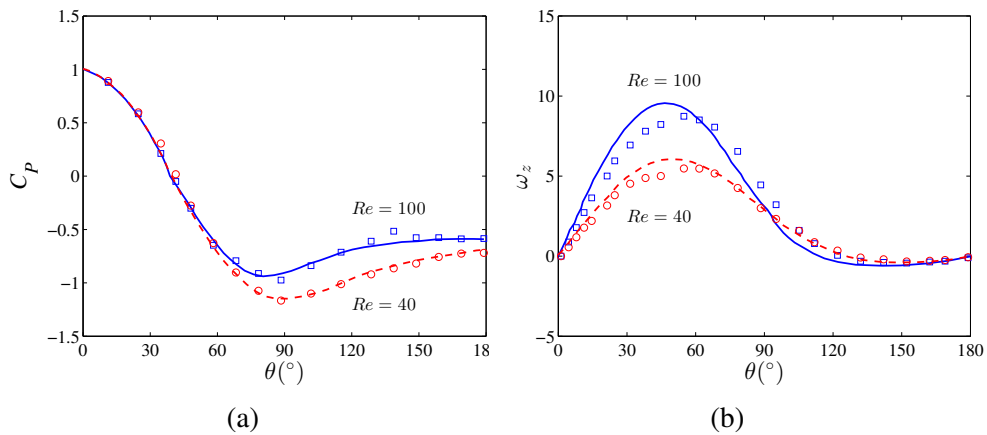 1.5
1
0.5
0
−0.5
−1
−1.5
C_P
Re = 100
Re = 40
0 30 60 90 120 150 18
θ(°)
(a)
15
10
5
0
−5
ω_z
Re = 100
Re = 40
0 30 60 90 120 150 180
θ(°)
(b)